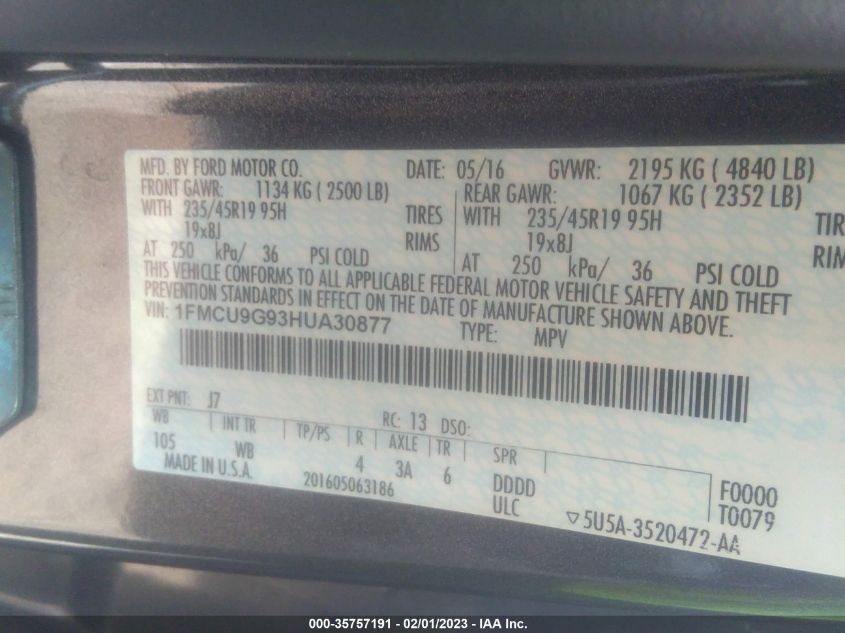 MFD. BY FORD MOTOR CO. DATE: 05/16 GVWR: 2195 KG ( 4840 LB)
FRONT GAWR: 1134 KG ( 2500 LB) REAR GAWR: 1067 KG ( 2352 LB)
WITH 235/45R19 95H TIRES WITH 235/45R19 95H TIR
19x8J RIMS 19x8J RIM
AT 250 kPa/ 36 PSI COLD AT 250 kPa/ 36 PSI COLD
THIS VEHICLE CONFORMS TO ALL APPLICABLE FEDERAL MOTOR VEHICLE SAFETY AND THEFT
PREVENTION STANDARDS IN EFFECT ON THE DATE OF MANUFACTURE SHOWN ABOVE.
VIN: 1FMCU9G93HUA30877 TYPE: MPV
EXT PNT: J7 RC: 13 DSO:
WB INT TR TP/PS R AXLE TR SPR
105 WB 4 3A 6 DDDD F0000
MADE IN U.S.A. 201605063186 ULC T0079
▽5U5A-3520472-AA
000-35757191 - 02/01/2023 - IAA Inc.